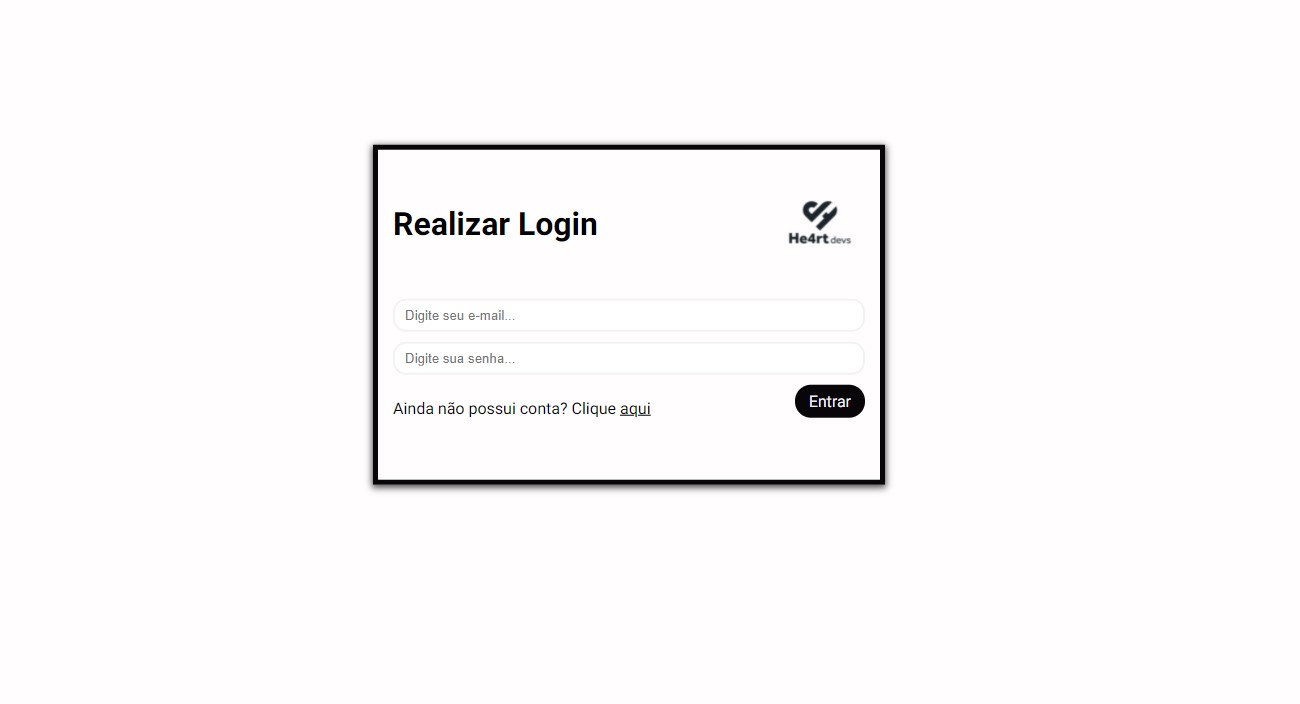 Realizar Login
He4rt devs
Digite seu e-mail...
Digite sua senha...
Ainda não possui conta? Clique aqui
Entrar